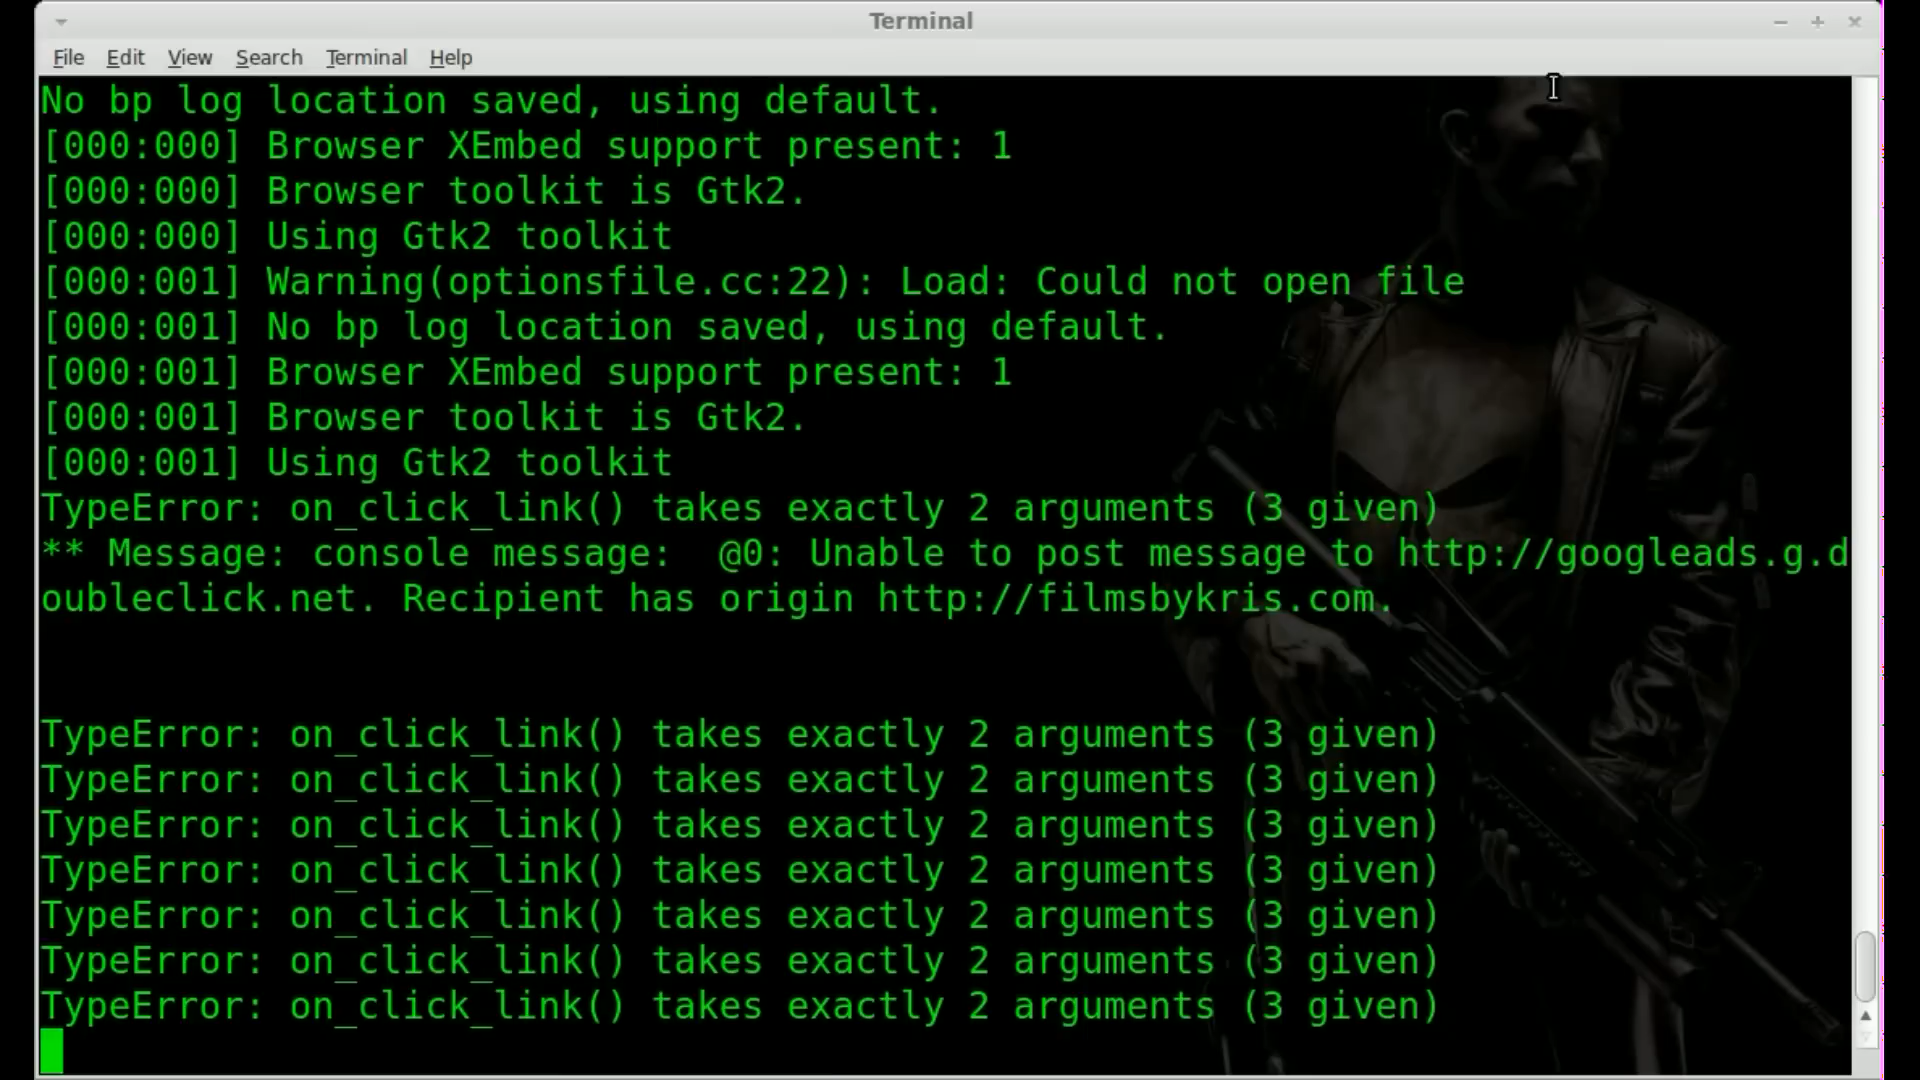 Terminal
File Edit View Search Terminal Help
No bp log location saved, using default.
[000:000] Browser XEmbed support present: 1
[000:000] Browser toolkit is Gtk2.
[000:000] Using Gtk2 toolkit
[000:001] Warning(optionsfile.cc:22): Load: Could not open file
[000:001] No bp log location saved, using default.
[000:001] Browser XEmbed support present: 1
[000:001] Browser toolkit is Gtk2.
[000:001] Using Gtk2 toolkit
TypeError: on_click_link() takes exactly 2 arguments (3 given)
** Message: console message:  @0: Unable to post message to http://googleads.g.d
oubleclick.net. Recipient has origin http://filmsbykris.com.
TypeError: on_click_link() takes exactly 2 arguments (3 given)
TypeError: on_click_link() takes exactly 2 arguments (3 given)
TypeError: on_click_link() takes exactly 2 arguments (3 given)
TypeError: on_click_link() takes exactly 2 arguments (3 given)
TypeError: on_click_link() takes exactly 2 arguments (3 given)
TypeError: on_click_link() takes exactly 2 arguments (3 given)
TypeError: on_click_link() takes exactly 2 arguments (3 given)